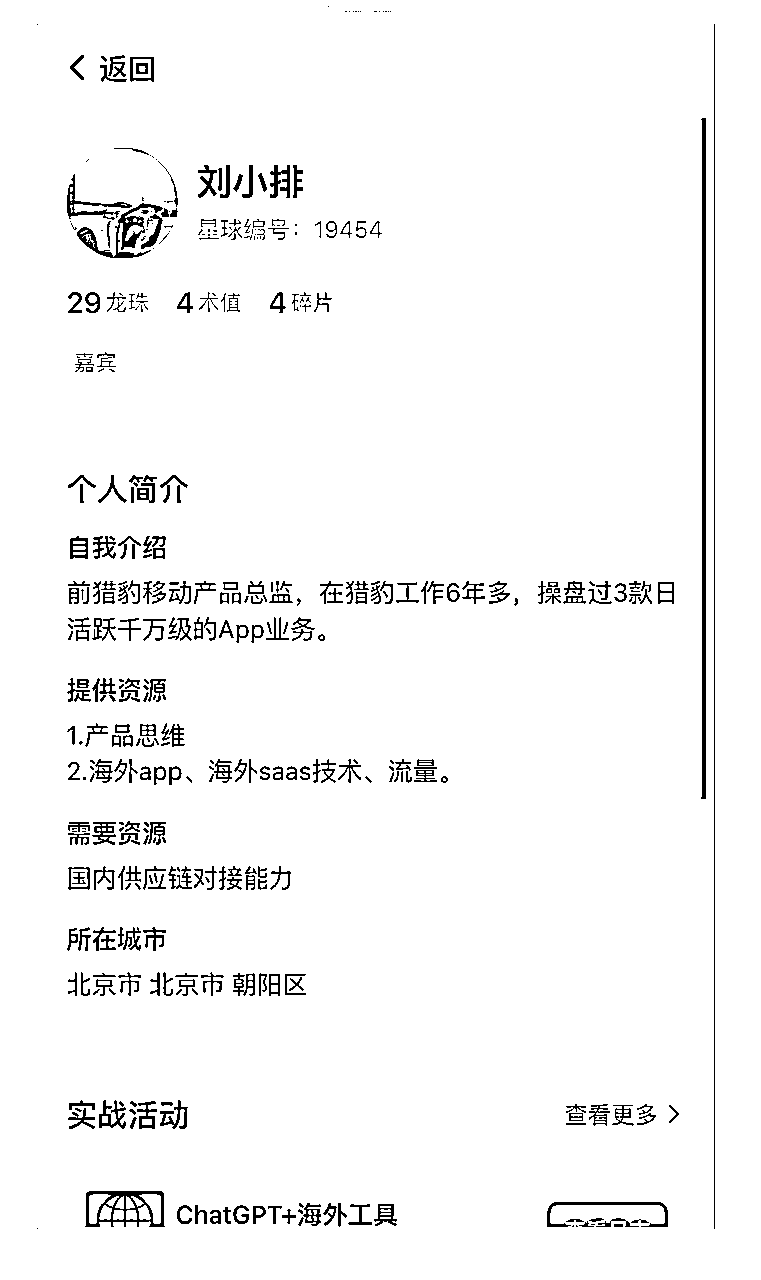 返回
刘小排
星球编号：19454
29龙珠 4术值 4碎片
嘉宾
个人简介
自我介绍
前猎豹移动产品总监，在猎豹工作6年多，操盘过3款日
活跃千万级的App业务。
提供资源
1.产品思维
2.海外app、海外saas技术、流量。
需要资源
国内供应链对接能力
所在城市
北京市 北京市 朝阳区
实战活动 查看更多
ChatGPT+海外工具